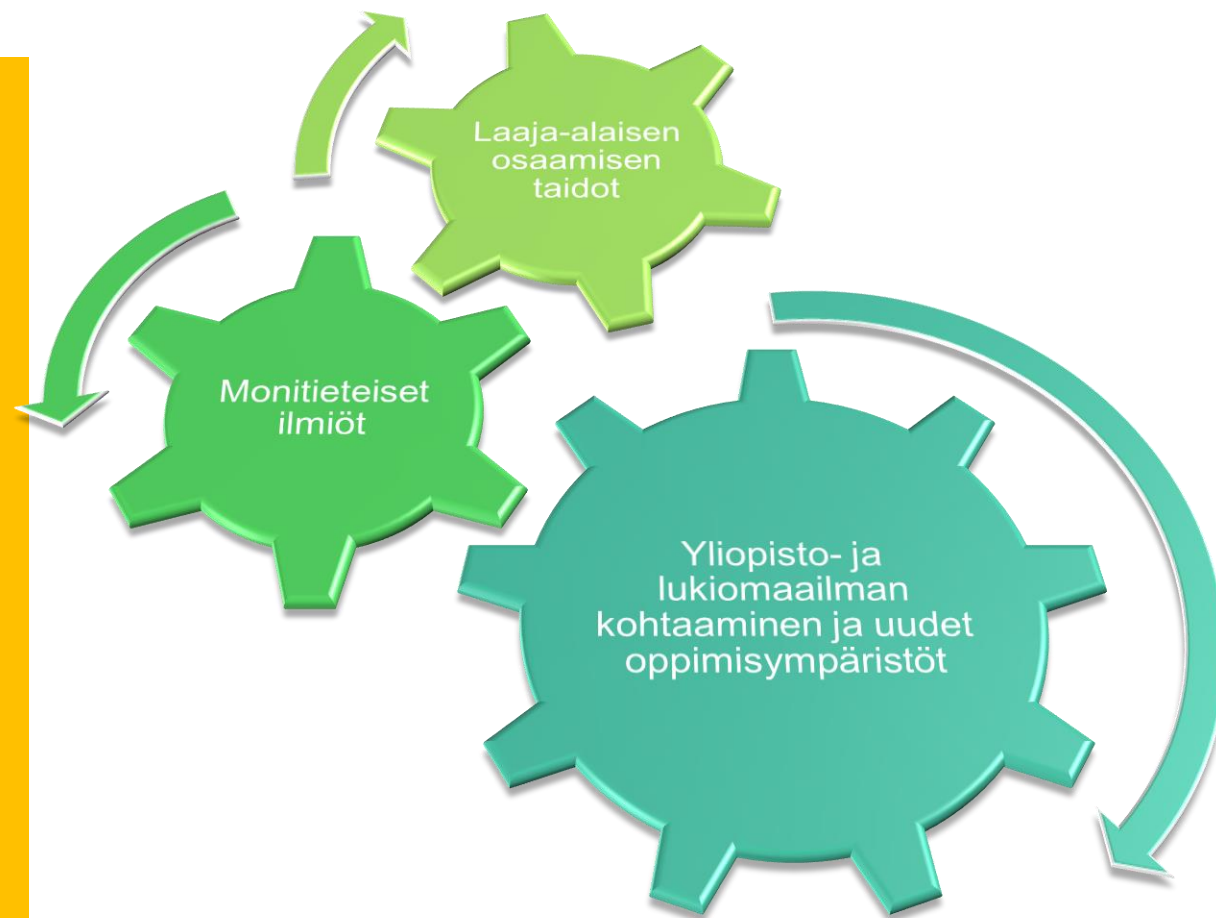 Laaja-alaisen
osaamisen
taidot
Monitieteiset
ilmiöt
Yliopisto- ja
lukiomaailman
kohtaaminen ja uudet
oppimisympäristöt